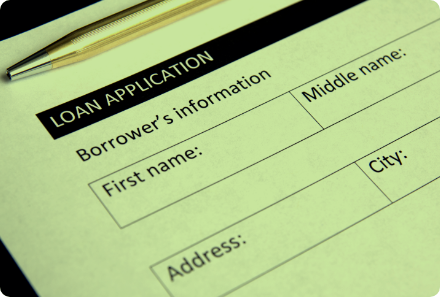 LOAN APPLICATION
Borrower's information
First name:
Middle name:
Address:
City: